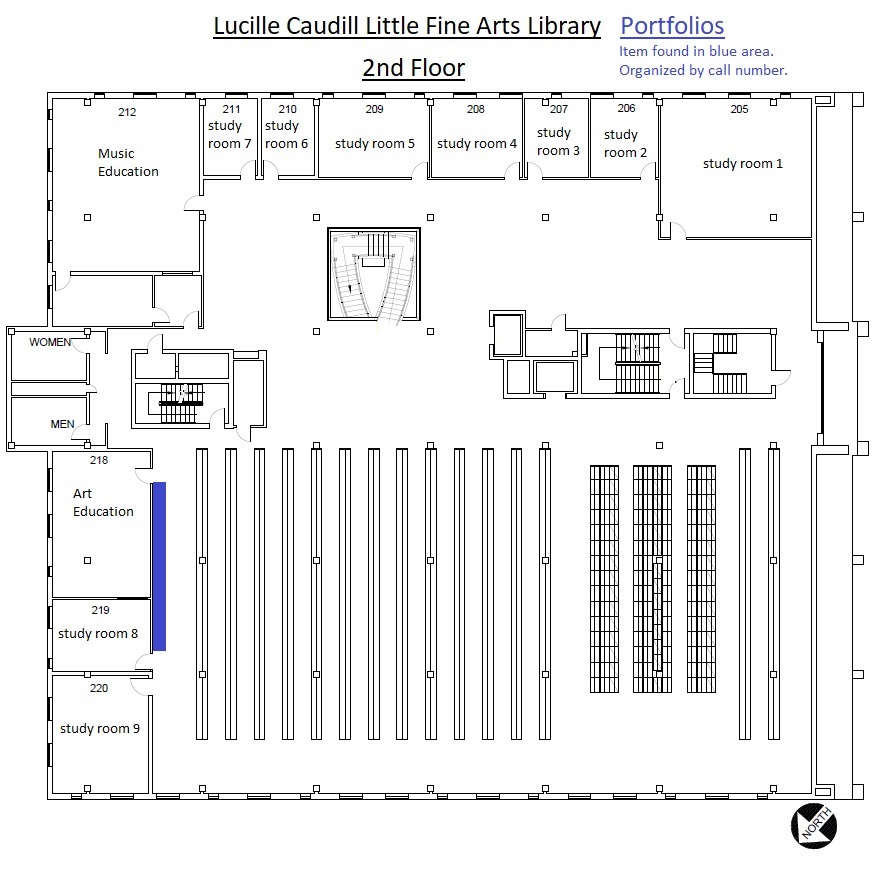 Lucille Caudill Little Fine Arts Library Portfolios
Item found in blue area.
2nd Floor
Organized by call number.
212
Music
Education
211
study
room 7
210
study
room 6
209
study room 5
208
study room 4
207
study
room 3
206
study
room 2
205
study room 1
WOMEN
MEN
218
Art
Education
219
study room 8
220
study room 9
NORTH